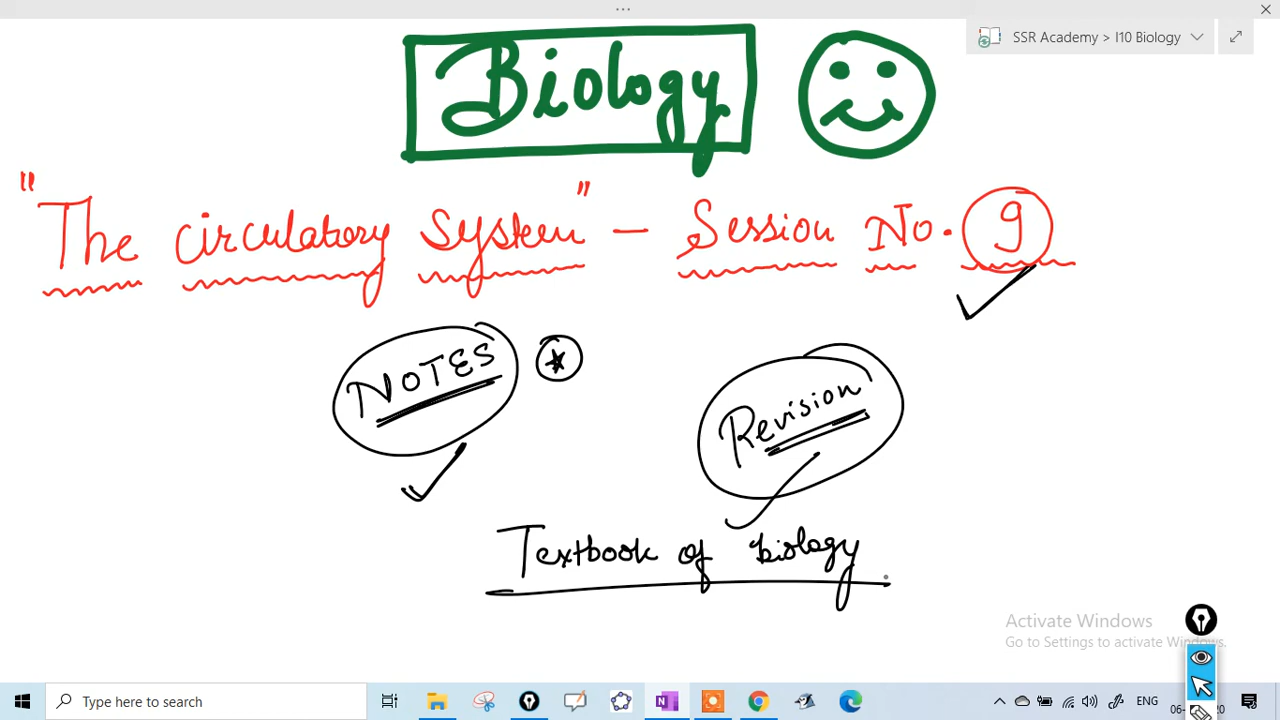 SSR Academy > I10 Biology
Biology
"The circulatory system" – Session No. 9
NOTES
Revision
Textbook of biology
Activate Windows
Go to Settings to activate Windows.
Type here to search
ENG